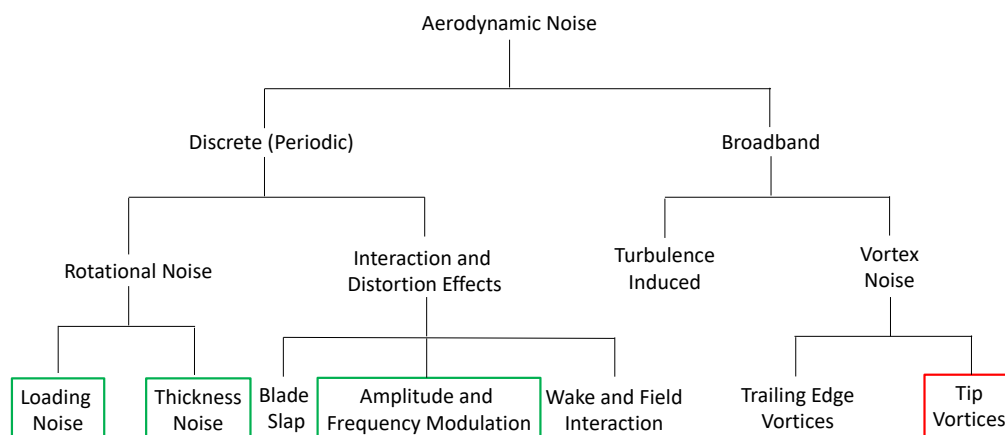 Aerodynamic Noise
Discrete (Periodic)
Broadband
Rotational Noise
Interaction and
Distortion Effects
Turbulence
Induced
Vortex
Noise
Loading
Noise
Thickness
Noise
Blade
Slap
Amplitude and
Frequency Modulation
Wake and Field
Interaction
Trailing Edge
Vortices
Tip
Vortices